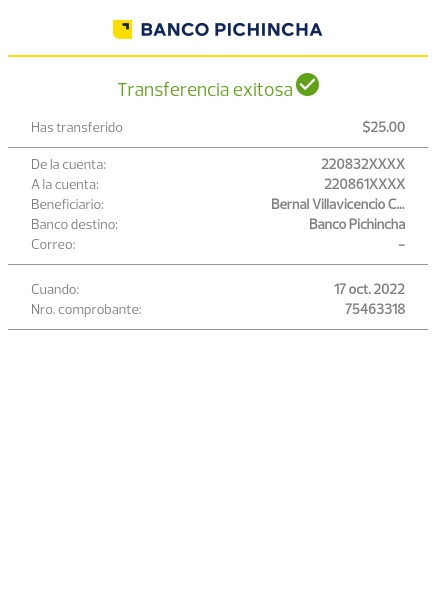 BANCO PICHINCHA
Transferencia exitosa
Has transferido $25.00
De la cuenta: 220832XXXX
A la cuenta: 220861XXXX
Beneficiario: Bernal Villavicencio C...
Banco destino: Banco Pichincha
Correo: –
Cuando: 17 oct. 2022
Nro. comprobante: 75463318